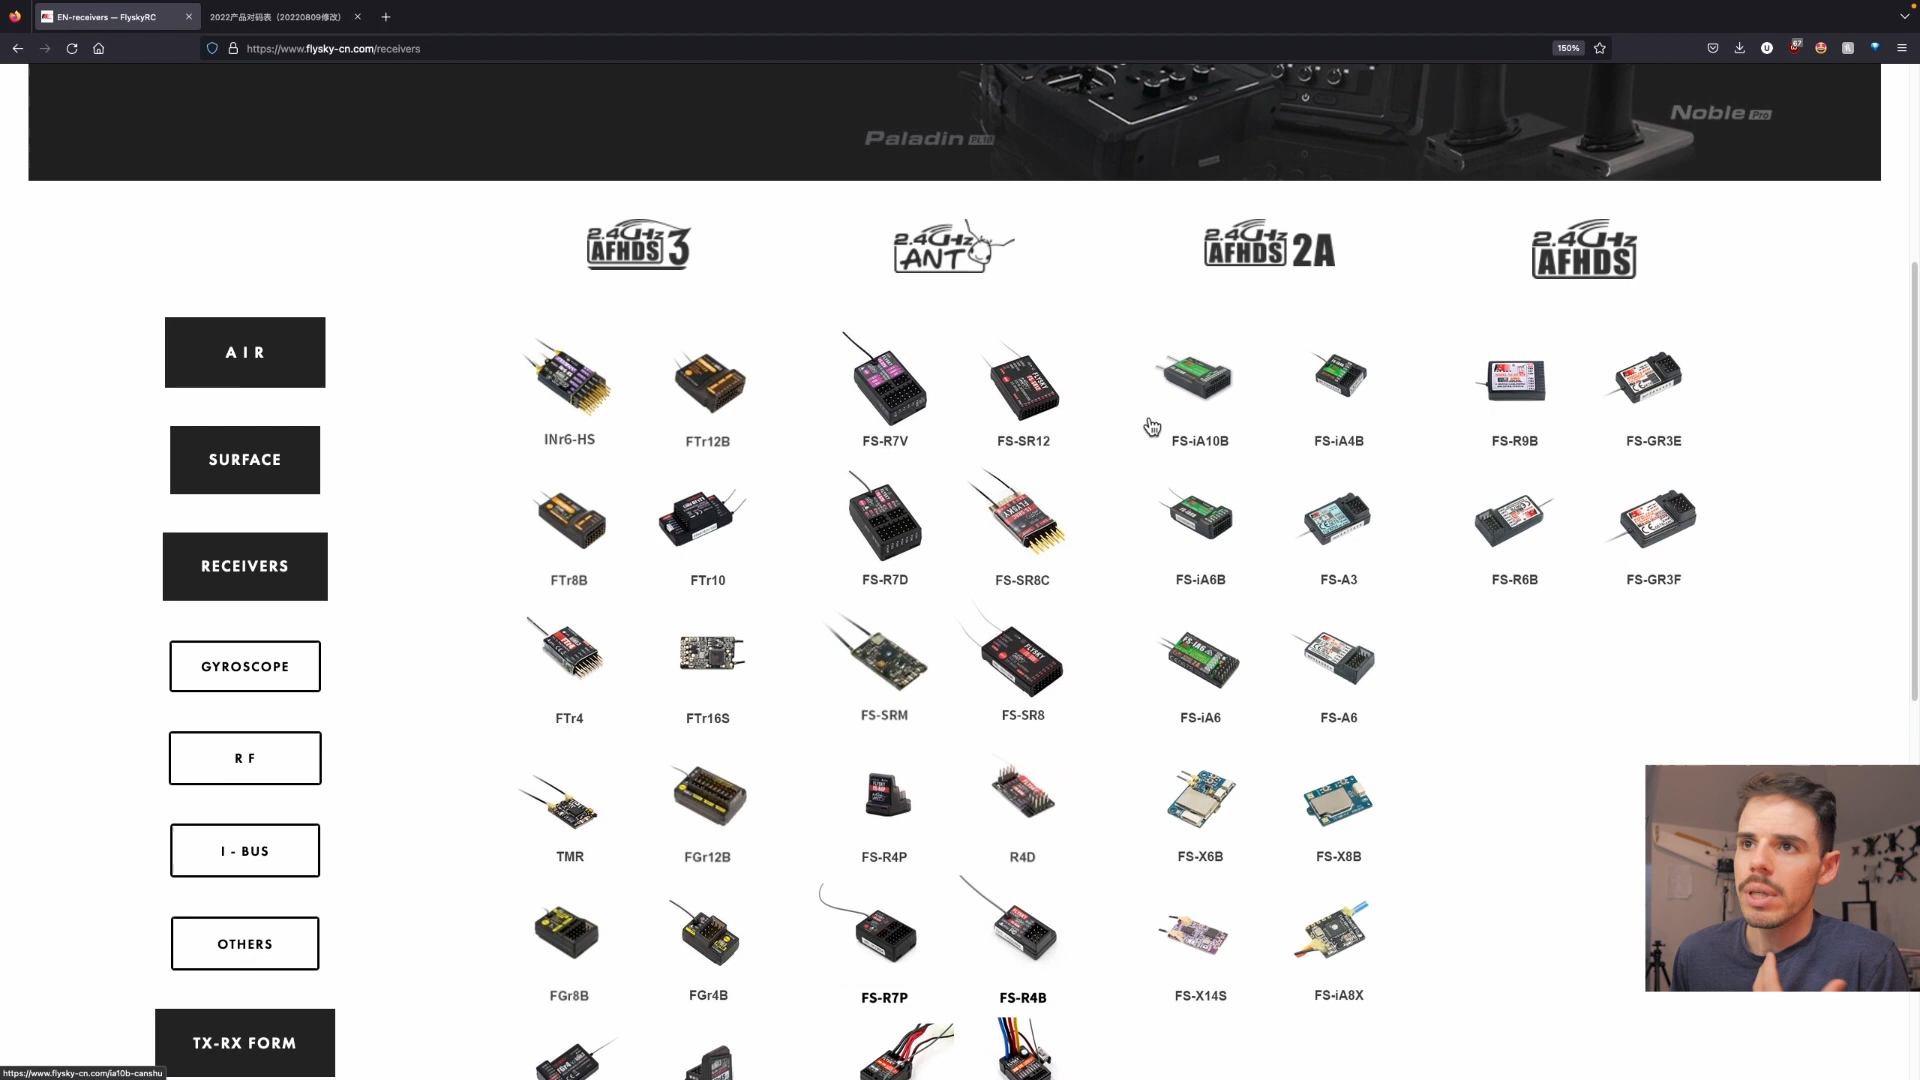 EN-receivers — FlyskyRC
2022产品对码表（20220809修改）
https://www.flysky-cn.com/receivers
150%
67
Paladin PL18
Noble Pro
2.4GHz AFHDS 3
2.4GHz ANT
2.4GHz AFHDS 2A
2.4GHz AFHDS
AIR
SURFACE
RECEIVERS
GYROSCOPE
RF
I-BUS
OTHERS
TX-RX FORM
INr6-HS
FTr12B
FS-R7V
FS-SR12
FS-iA10B
FS-iA4B
FS-R9B
FS-GR3E
FTr8B
FTr10
FS-R7D
FS-SR8C
FS-iA6B
FS-A3
FS-R6B
FS-GR3F
FTr4
FTr16S
FS-SRM
FS-SR8
FS-iA6
FS-A6
TMR
FGr12B
FS-R4P
R4D
FS-X6B
FS-X8B
FGr8B
FGr4B
FS-R7P
FS-R4B
FS-X14S
FS-iA8X
https://www.flysky-cn.com/ia10b-canshu